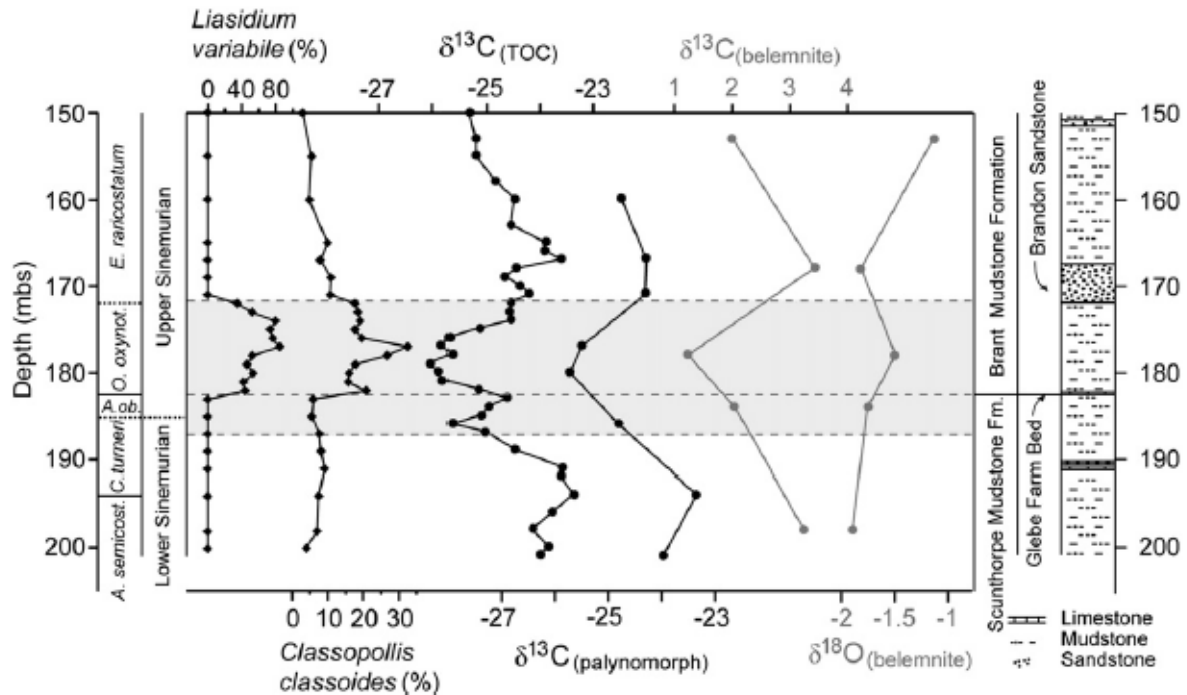 Liasidium
variabile (%)
δ13C(TOC)
δ13C(belemnite)
0 40 80 -27 -25 -23 1 2 3 4
Depth (mbs)
150
160
170
180
190
200
E. raricostatum
O. oxynot.
A. ob.
C. turneri
A. semicost.
Upper Sinemurian
Lower Sinemurian
Brant Mudstone Formation
Scunthorpe Mudstone Fm.
Brandon Sandstone
Glebe Farm Bed
150
160
170
180
190
200
0 10 20 30 -27 -25 -23 -2 -1.5 -1
Classopollis
classoides (%)
δ13C(palynomorph)
δ18O(belemnite)
Limestone
Mudstone
Sandstone